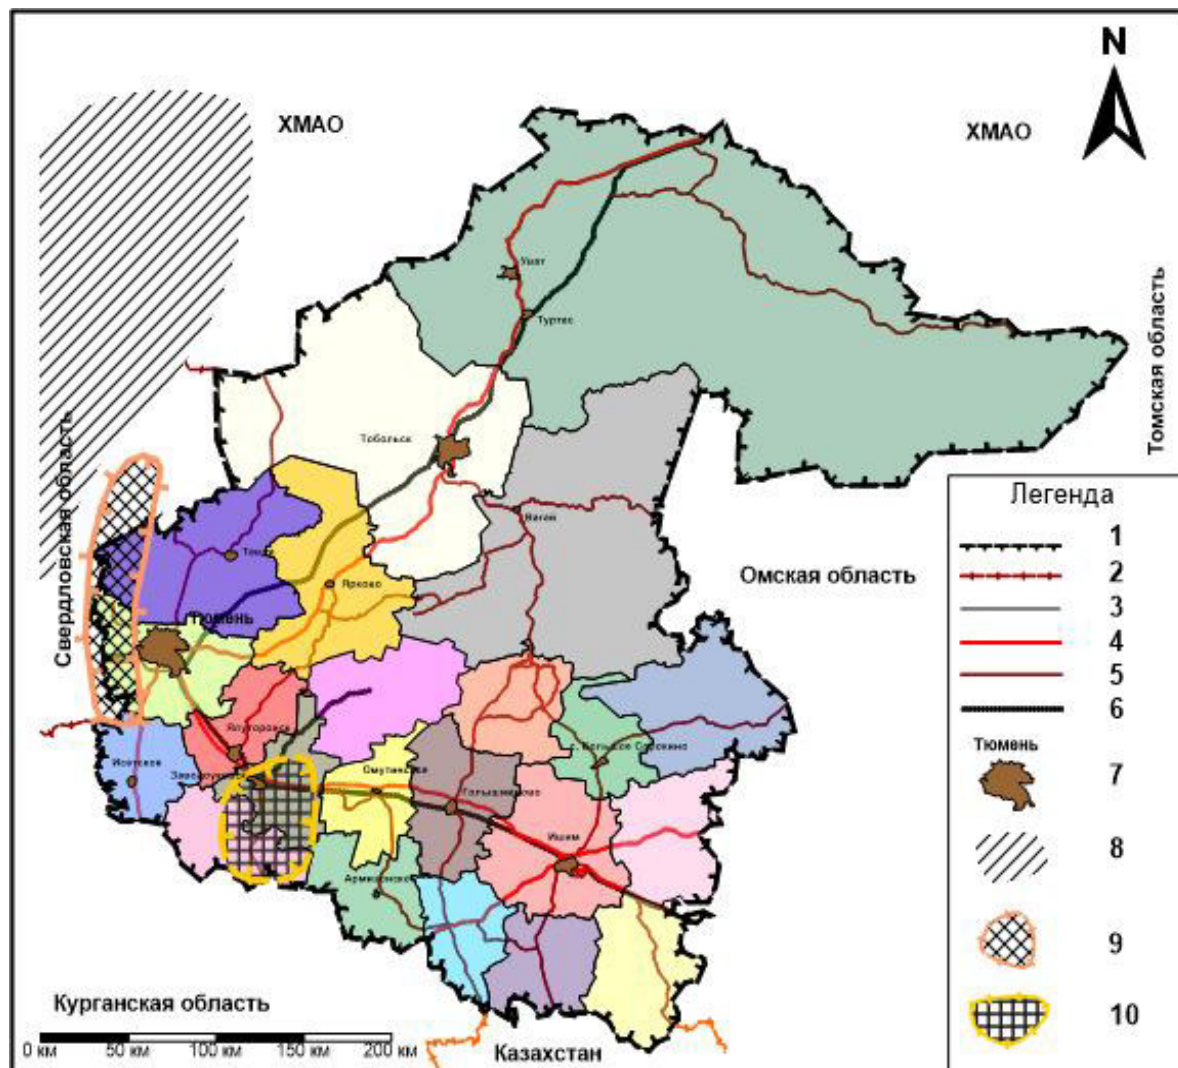 N
ХМАО
ХМАО
Томская область
Уват
Туртас
Тобольск
Свердловская область
Вагай
Омская область
Тавда
Ярково
Тюмень
Ялуторовск
с. Большое Сорокино
Исетское
Омутинское
Голышманово
Ишим
Армизонское
Курганская область
Казахстан
0 км 50 км 100 км 150 км 200 км
Легенда
1
2
3
4
5
6
Тюмень
7
8
9
10